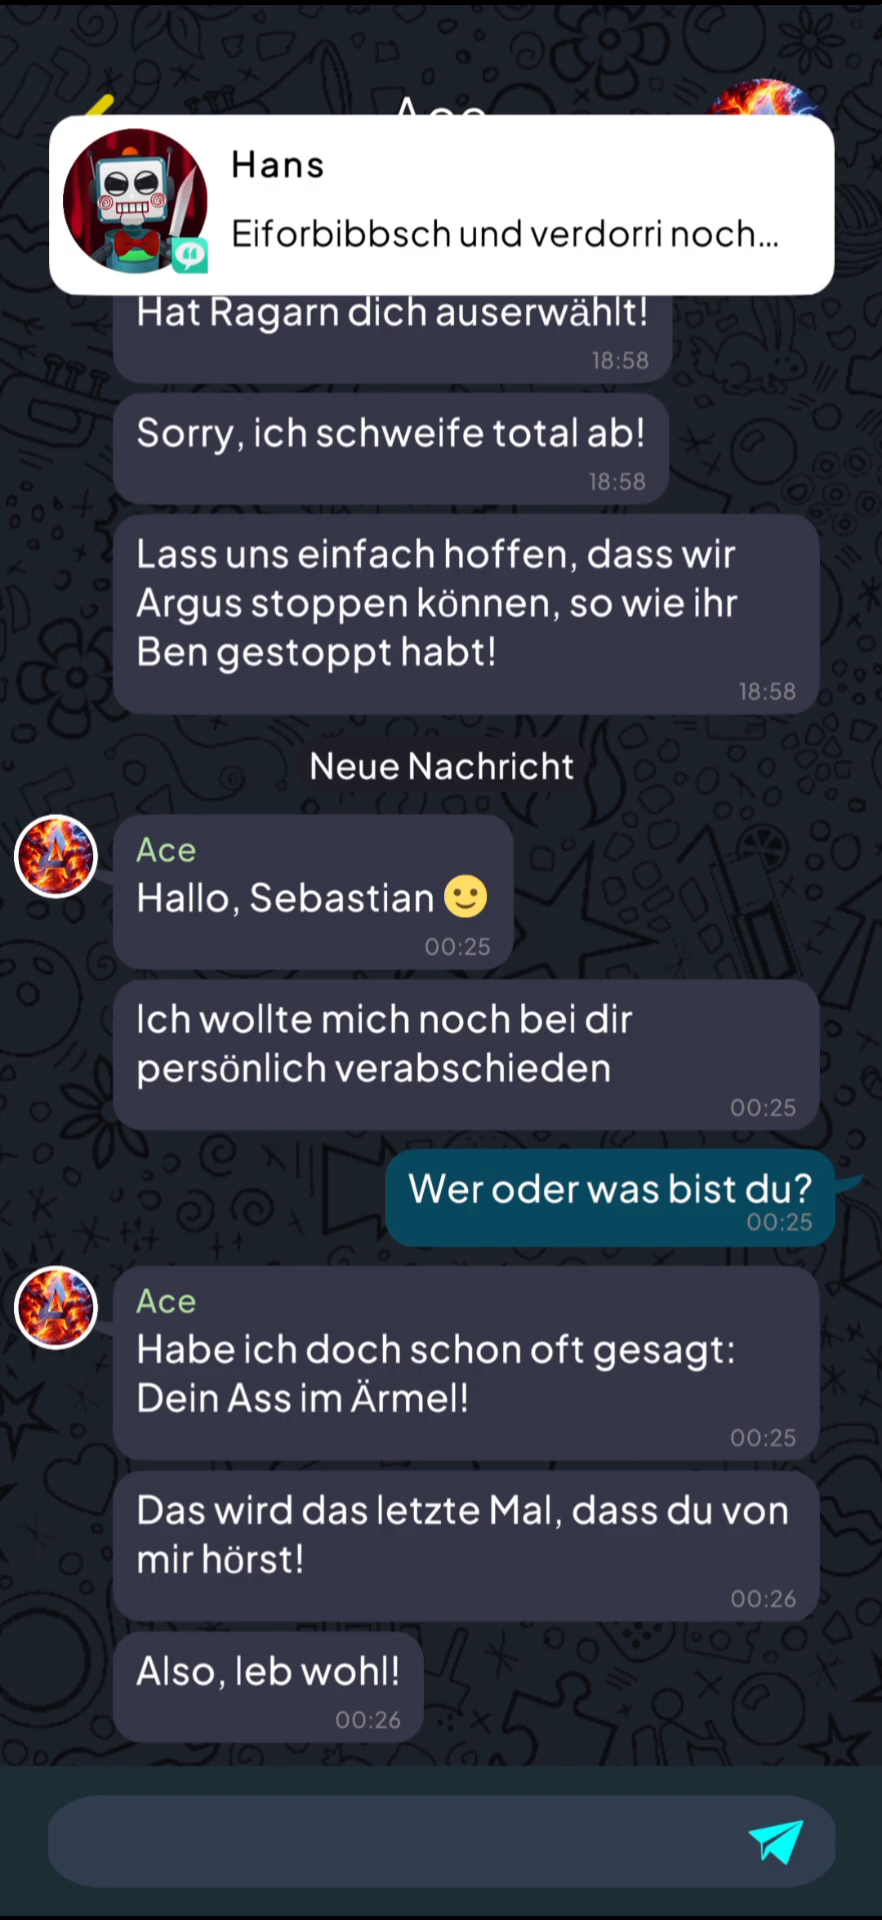 Hans
Eiforbibbsch und verdorri noch...
Hat Ragarn dich auserwählt!
18:58
Sorry, ich schweife total ab!
18:58
Lass uns einfach hoffen, dass wir
Argus stoppen können, so wie ihr
Ben gestoppt habt!
18:58
Neue Nachricht
Ace
Hallo, Sebastian 🙂
00:25
Ich wollte mich noch bei dir
persönlich verabschieden
00:25
Wer oder was bist du?
00:25
Ace
Habe ich doch schon oft gesagt:
Dein Ass im Ärmel!
00:25
Das wird das letzte Mal, dass du von
mir hörst!
00:26
Also, leb wohl!
00:26